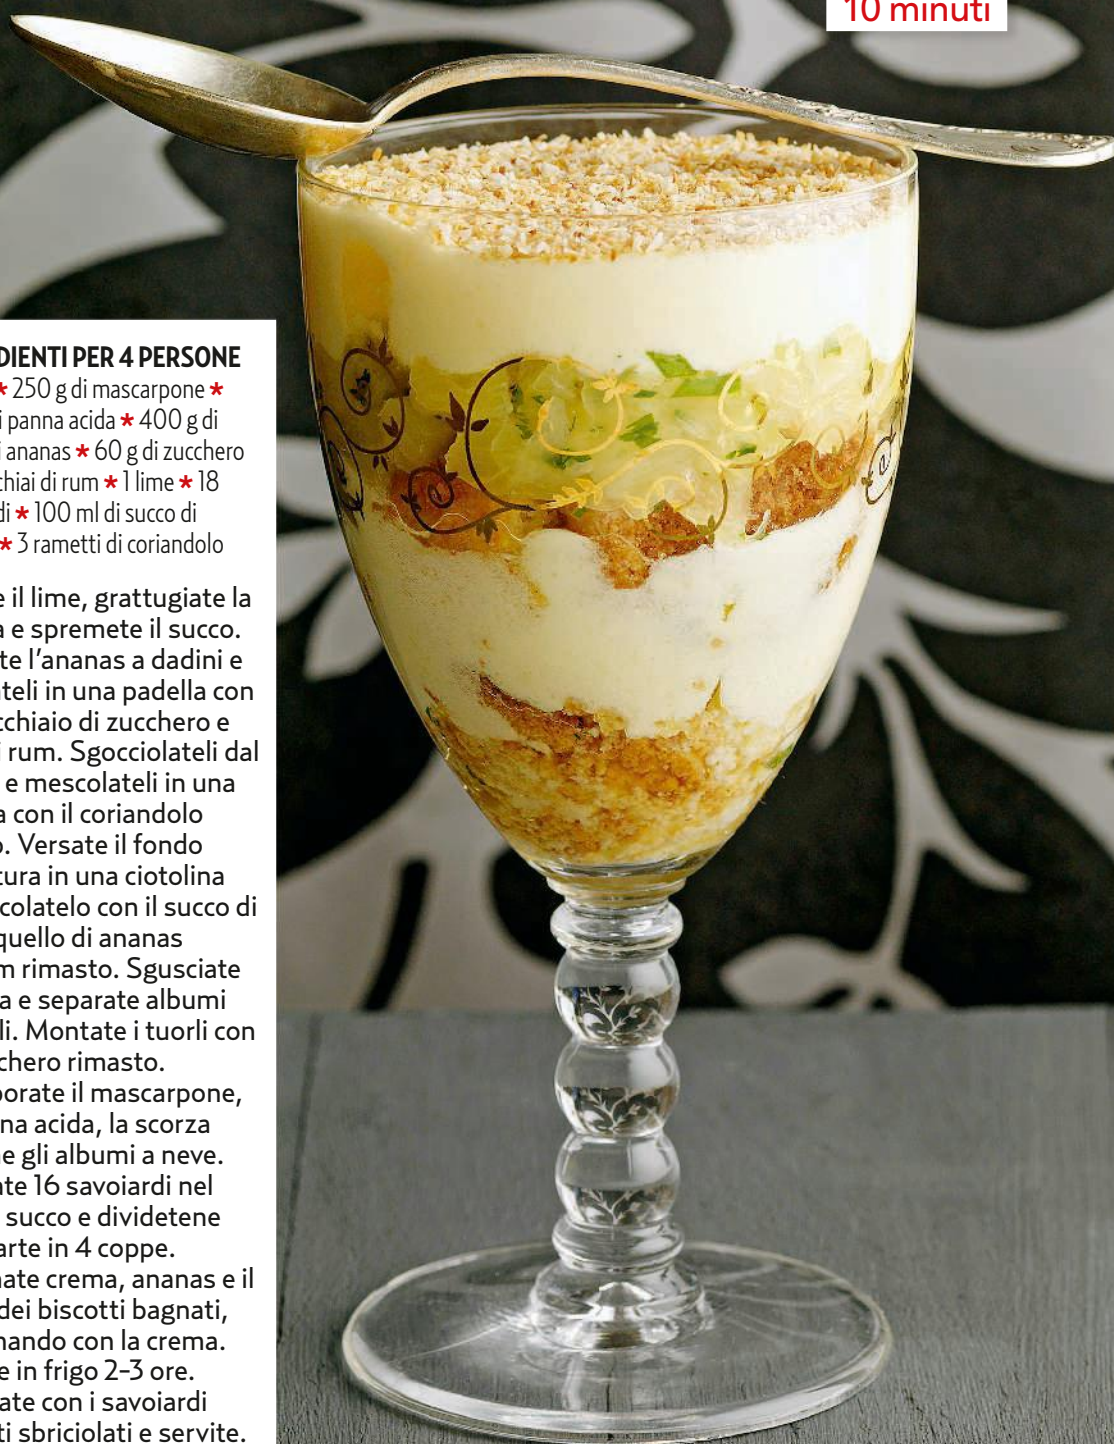 10 minuti
DIENTI PER 4 PERSONE
* 250 g di mascarpone *
i panna acida * 400 g di
i ananas * 60 g di zucchero
chiai di rum * 1 lime * 18
di * 100 ml di succo di
* 3 rametti di coriandolo
e il lime, grattugiate la
a e spremete il succo.
te l'ananas a dadini e
ateli in una padella con
cchiaio di zucchero e
i rum. Sgocciolateli dal
e mescolateli in una
a con il coriandolo
o. Versate il fondo
tura in una ciotolina
colatelo con il succo di
quello di ananas
m rimasto. Sgusciate
a e separate albumi
li. Montate i tuorli con
chero rimasto.
porate il mascarpone,
na acida, la scorza
e gli albumi a neve.
ate 16 savoiardi nel
succo e dividetene
arte in 4 coppe.
nate crema, ananas e il
dei biscotti bagnati,
nando con la crema.
e in frigo 2-3 ore.
ate con i savoiardi
ti sbriciolati e servite.